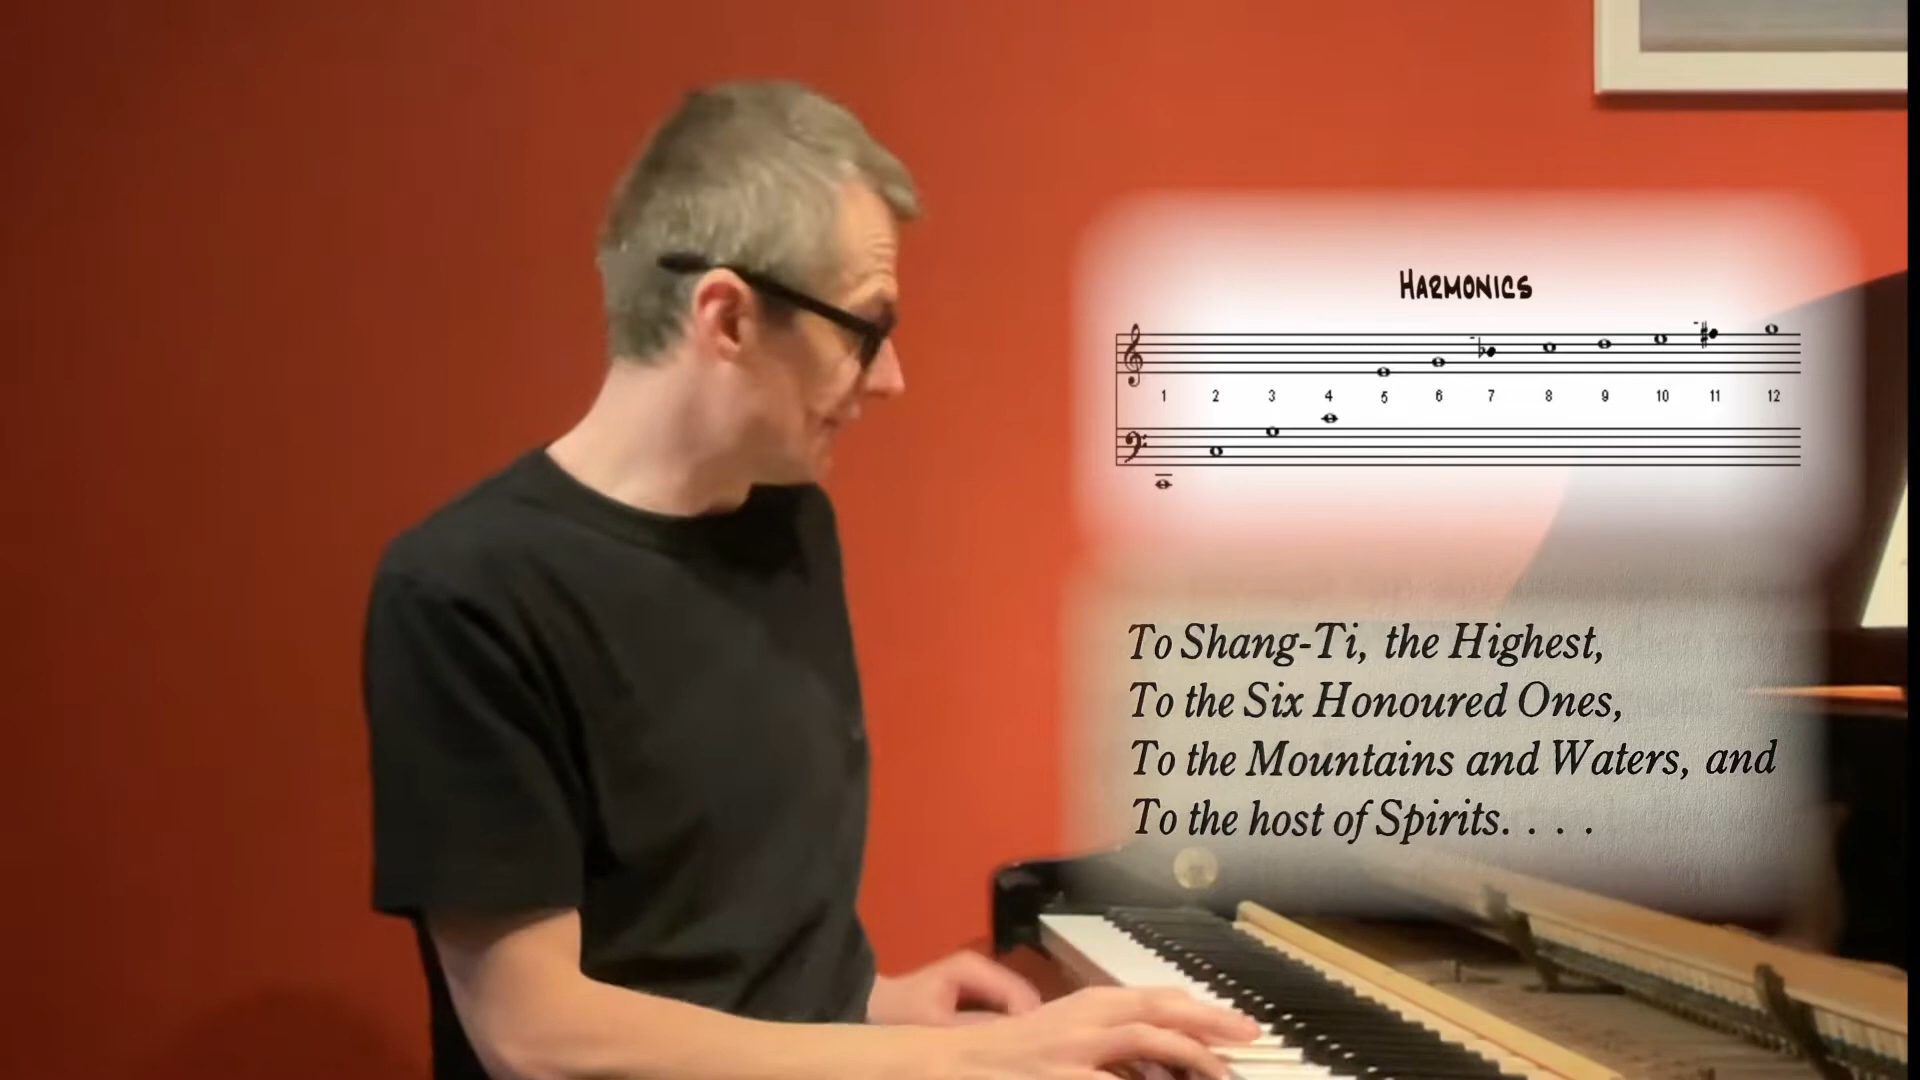 HARMONICS
1 2 3 4 5 6 7 8 9 10 11 12
To Shang-Ti, the Highest,
To the Six Honoured Ones,
To the Mountains and Waters, and
To the host of Spirits. . . .